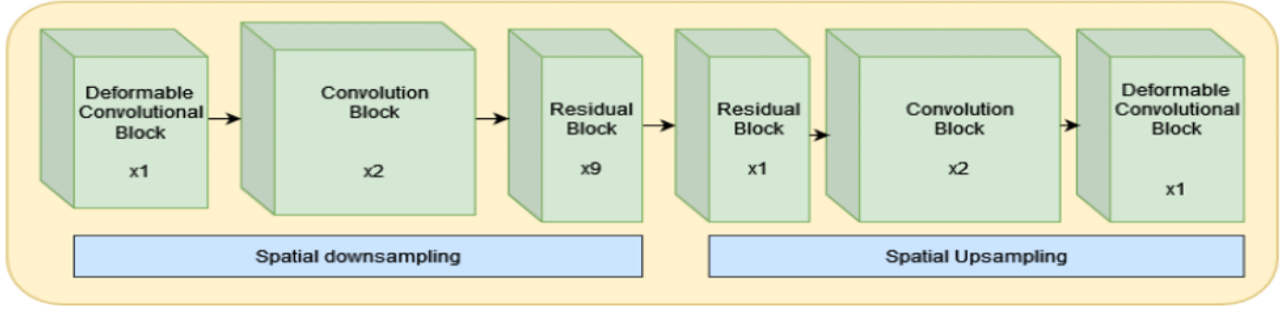 Deformable
Convolutional
Block
x1
Convolution
Block
x2
Residual
Block
x9
Residual
Block
x1
Convolution
Block
x2
Deformable
Convolutional
Block
x1
Spatial downsampling
Spatial Upsampling